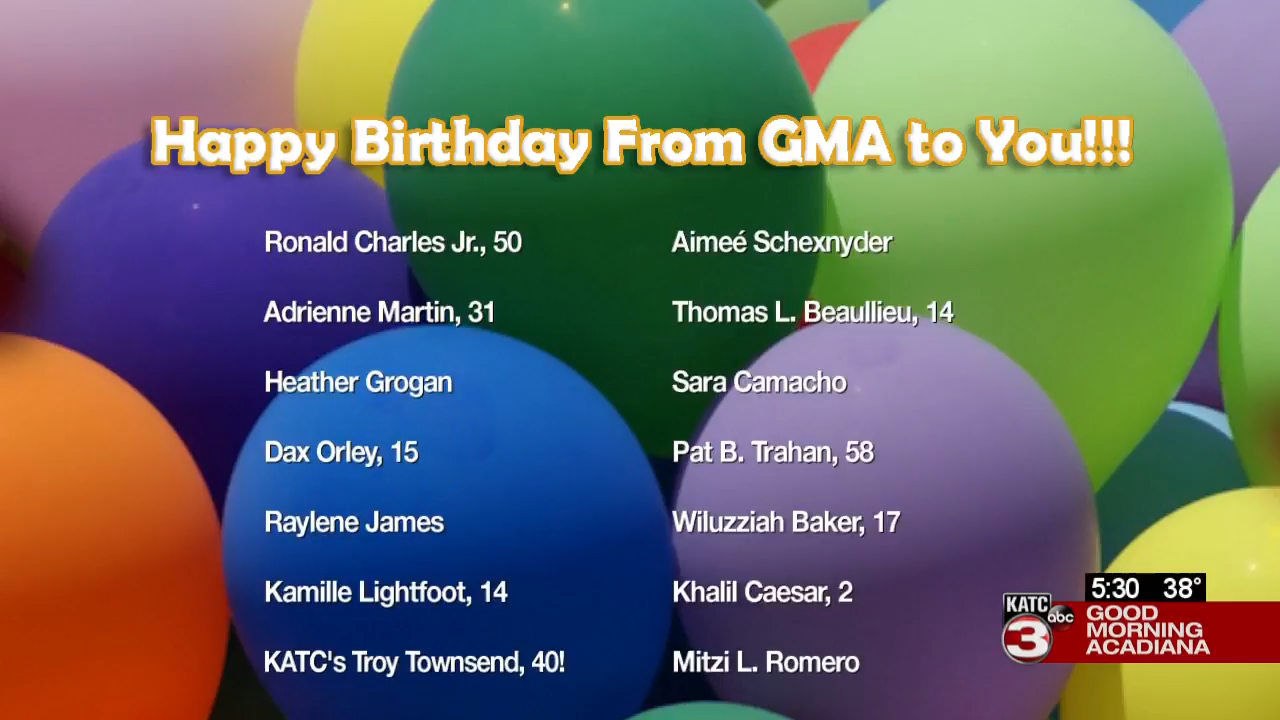 Happy Birthday From GMA to You!!!
Ronald Charles Jr., 50
Adrienne Martin, 31
Heather Grogan
Dax Orley, 15
Raylene James
Kamille Lightfoot, 14
KATC's Troy Townsend, 40!
Aimeé Schexnyder
Thomas L. Beaullieu, 14
Sara Camacho
Pat B. Trahan, 58
Wiluzziah Baker, 17
Khalil Caesar, 2
Mitzi L. Romero
5:30 38°
KATC
3
abc
GOOD
MORNING
ACADIANA